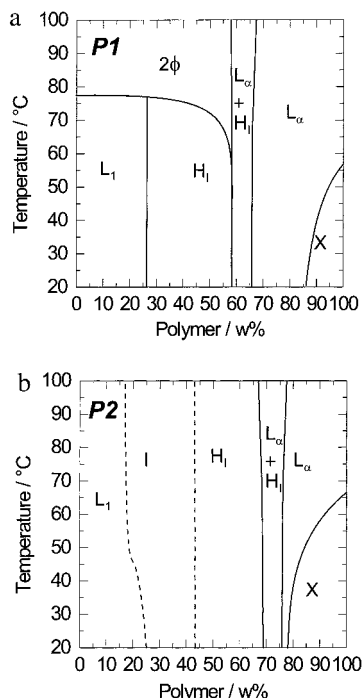 a
P1
2ϕ
Lα
+
HI
Lα
L1
HI
X
Temperature / °C
100
90
80
70
60
50
40
30
20
0 10 20 30 40 50 60 70 80 90 100
Polymer / w%
b
P2
L1
I
HI
Lα
+
HI
Lα
X
Temperature / °C
100
90
80
70
60
50
40
30
20
0 10 20 30 40 50 60 70 80 90 100
Polymer / w%